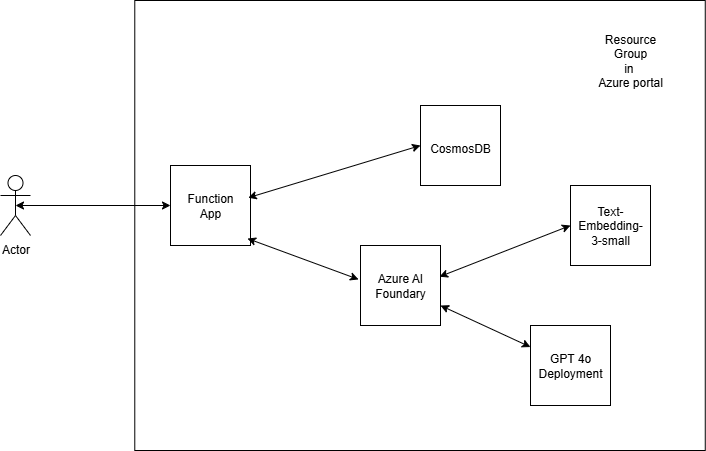 Resource
Group
in
Azure portal
CosmosDB
Function
App
Text-
Embedding-
3-small
Actor
Azure AI
Foundary
GPT 4o
Deployment